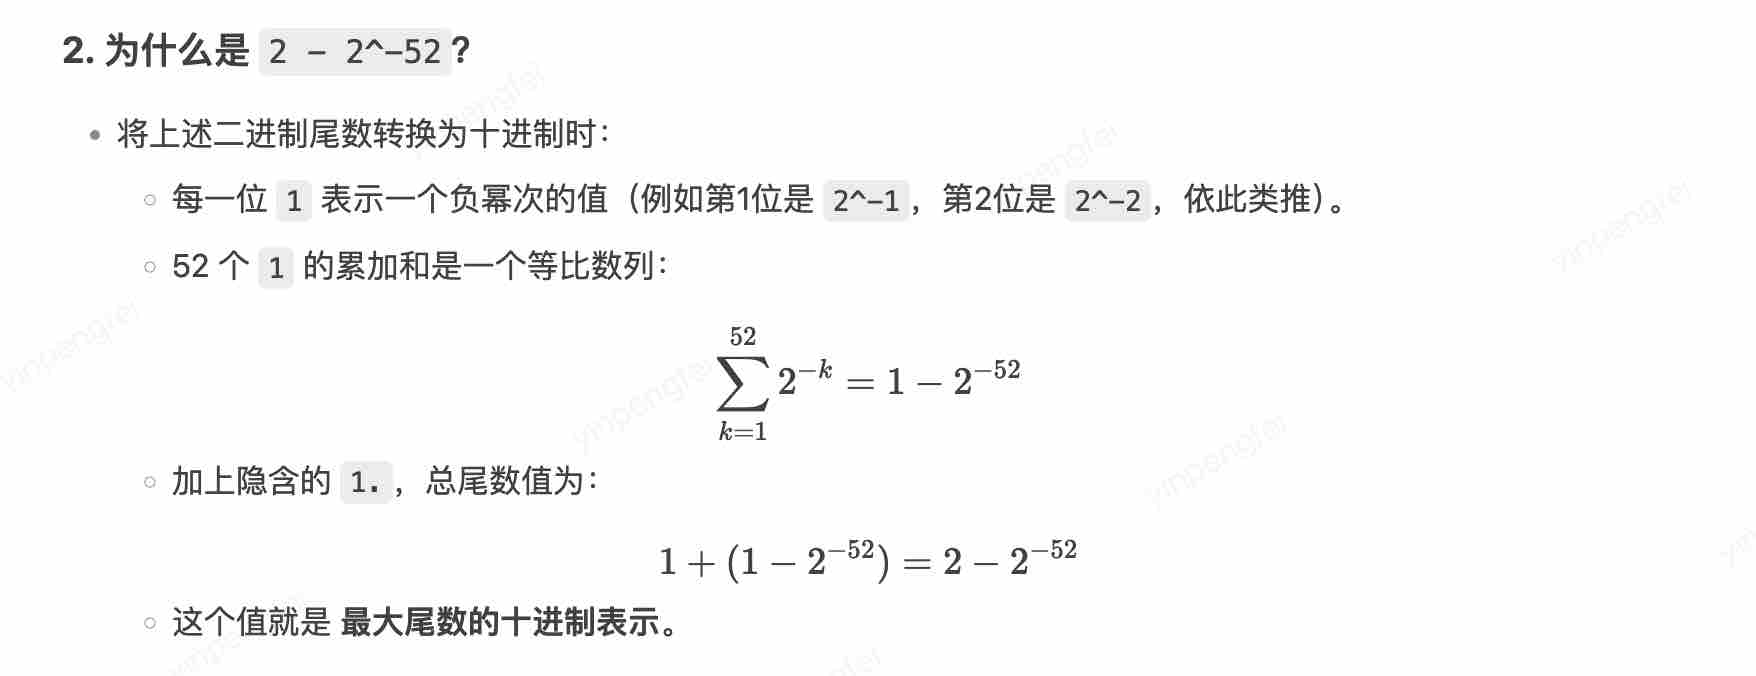 2. 为什么是 2 - 2^-52?
将上述二进制尾数转换为十进制时：
每一位 1 表示一个负幂次的值（例如第1位是 2^-1，第2位是 2^-2，依此类推）。
52 个 1 的累加和是一个等比数列：
\sum_{k=1}^{52} 2^{-k} = 1 - 2^{-52}
加上隐含的 1.，总尾数值为：
1 + (1 - 2^{-52}) = 2 - 2^{-52}
这个值就是 最大尾数的十进制表示。
yinpengfei